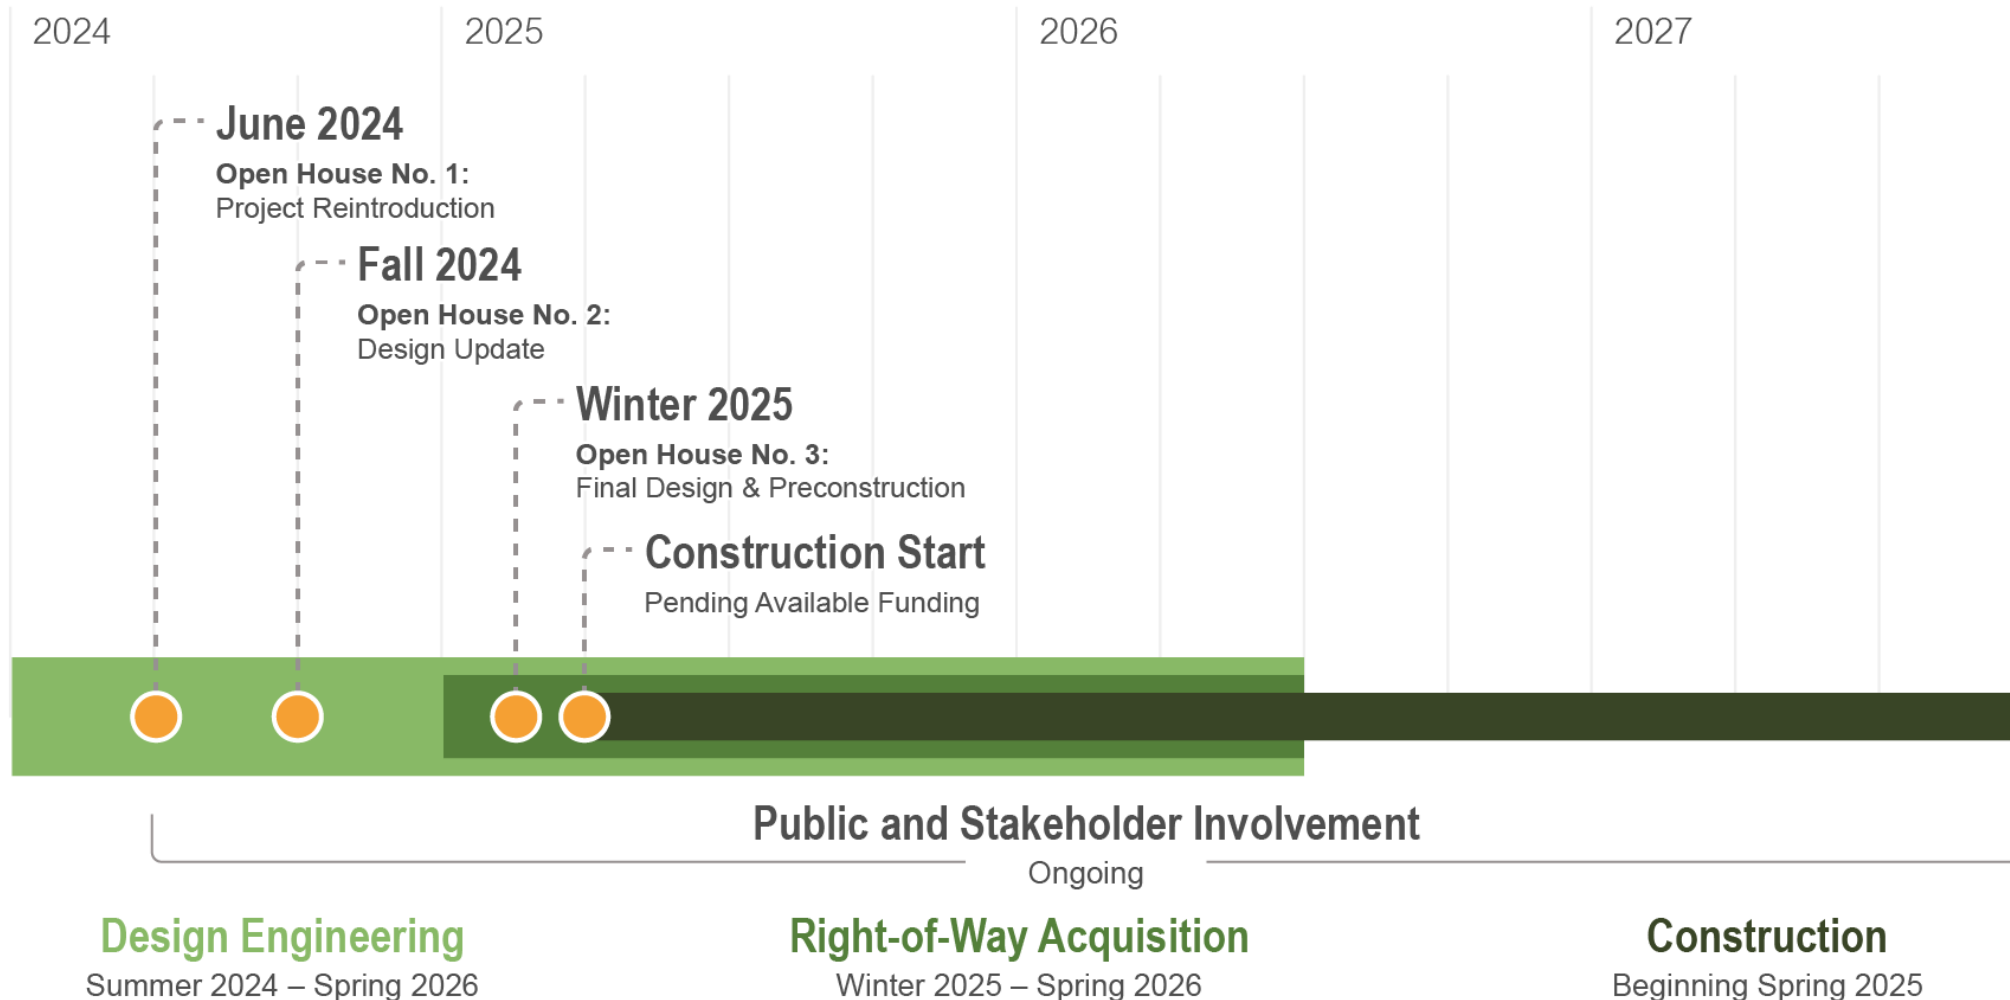 2024
2025
2026
2027
June 2024
Open House No. 1:
Project Reintroduction
Fall 2024
Open House No. 2:
Design Update
Winter 2025
Open House No. 3:
Final Design & Preconstruction
Construction Start
Pending Available Funding
Public and Stakeholder Involvement
Ongoing
Design Engineering
Summer 2024 – Spring 2026
Right-of-Way Acquisition
Winter 2025 – Spring 2026
Construction
Beginning Spring 2025